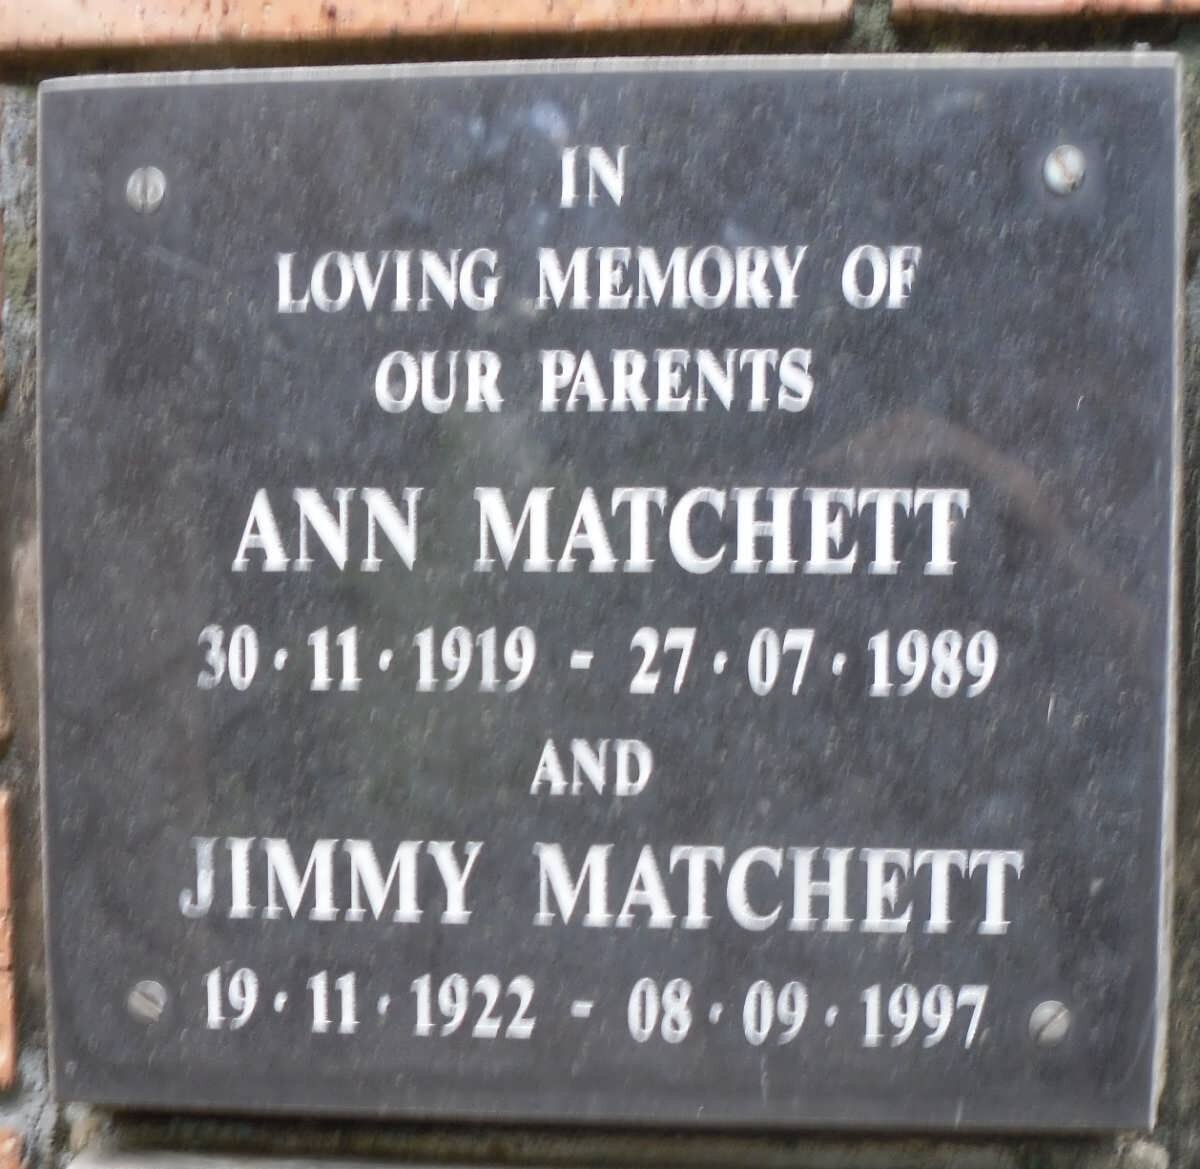 IN
LOVING MEMORY OF
OUR PARENTS
ANN MATCHETT
30·11·1919 - 27·07·1989
AND
JIMMY MATCHETT
19·11·1922 - 08·09·1997